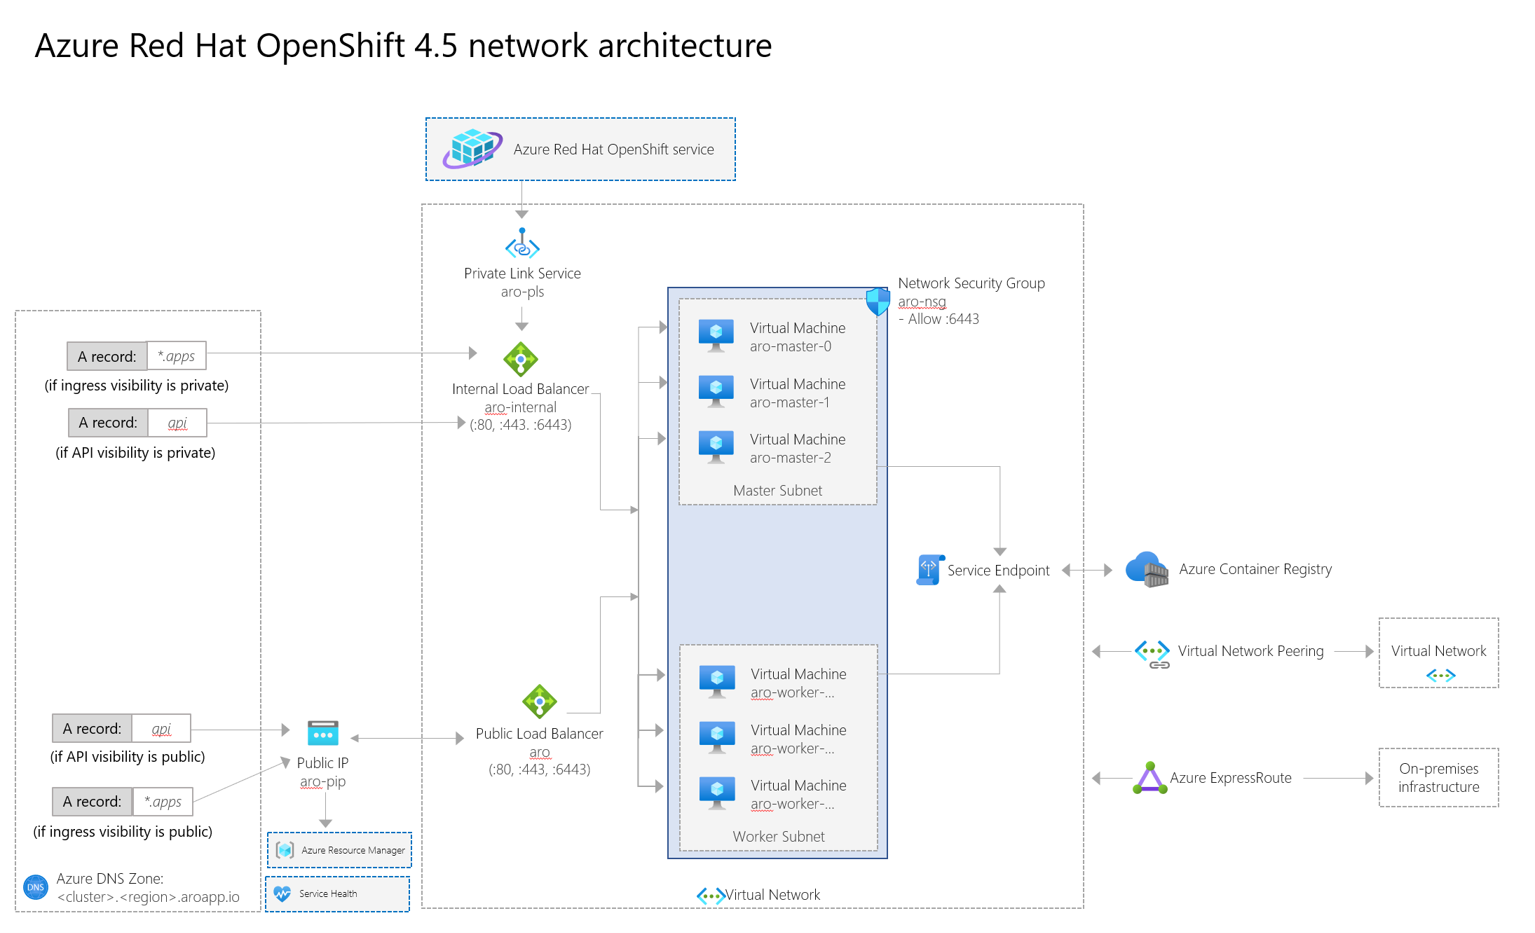 Azure Red Hat OpenShift 4.5 network architecture
Azure Red Hat OpenShift service
Private Link Service
aro-pls
Network Security Group
aro-nsg
- Allow :6443
A record: *.apps
(if ingress visibility is private)
A record: api
(if API visibility is private)
Internal Load Balancer
aro-internal
(:80, :443. :6443)
Virtual Machine
aro-master-0
Virtual Machine
aro-master-1
Virtual Machine
aro-master-2
Master Subnet
Service Endpoint
Azure Container Registry
Virtual Network Peering
Virtual Network
Azure ExpressRoute
On-premises
infrastructure
A record: api
(if API visibility is public)
A record: *.apps
(if ingress visibility is public)
Public IP
aro-pip
Public Load Balancer
aro
(:80, :443, :6443)
Virtual Machine
aro-worker-...
Virtual Machine
aro-worker-...
Virtual Machine
aro-worker-...
Worker Subnet
Azure Resource Manager
Service Health
DNS
Azure DNS Zone:
<cluster>.<region>.aroapp.io
Virtual Network